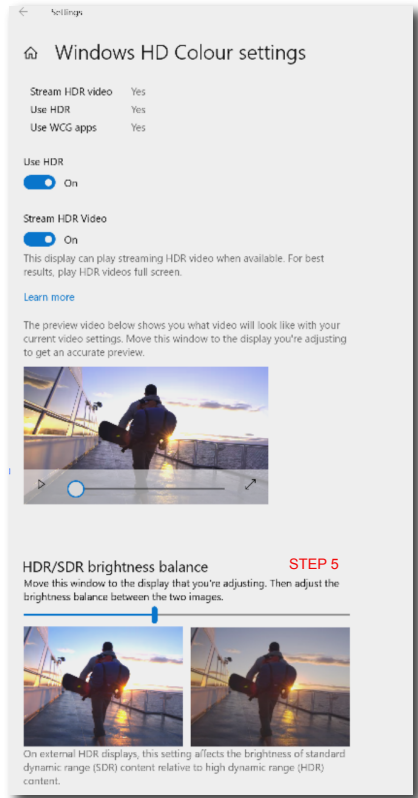 Settings
Windows HD Colour settings
Stream HDR video Yes
Use HDR Yes
Use WCG apps Yes
Use HDR
On
Stream HDR Video
On
This display can play streaming HDR video when available. For best
results, play HDR videos full screen.
Learn more
The preview video below shows you what video will look like with your
current video settings. Move this window to the display you're adjusting
to get an accurate preview.
HDR/SDR brightness balance STEP 5
Move this window to the display that you're adjusting. Then adjust the
brightness balance between the two images.
On external HDR displays, this setting affects the brightness of standard
dynamic range (SDR) content relative to high dynamic range (HDR)
content.